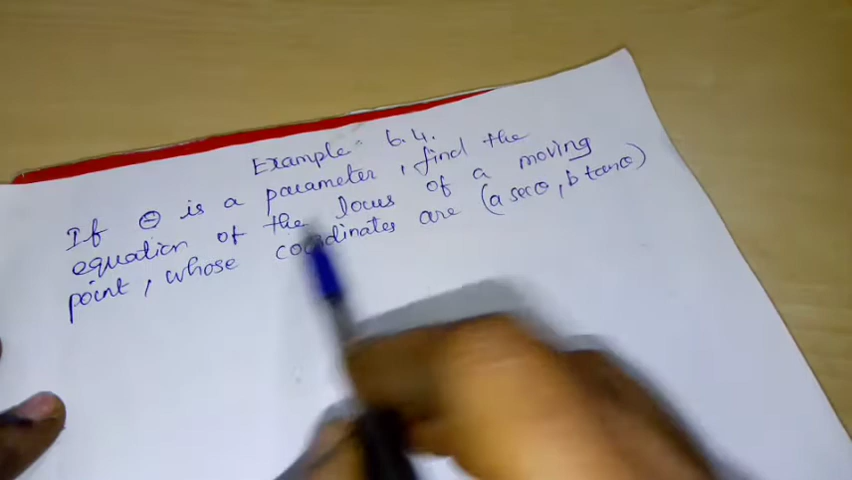 Example 6.4.
If θ is a parameter, find the
equation of the locus of a moving
point, whose coordinates are (a secθ, b tanθ)